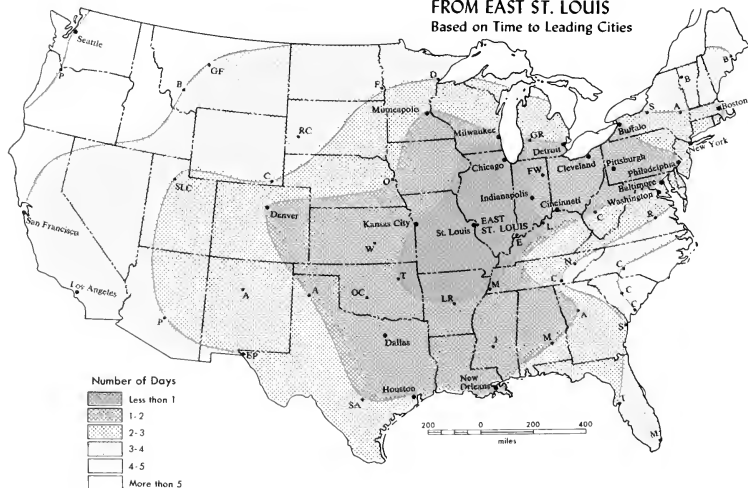 FROM EAST ST. LOUIS
Based on Time to Leading Cities
Seattle
P
B
GF
F
D
RC
Minneapolis
Milwaukee
GR
Detroit
Buffalo
S
A
B
B
Boston
New York
Chicago
FW
Cleveland
Pittsburgh
Philadelphia
Baltimore
Washington
SLC
C
O
Indianapolis
Cincinnati
C
R
San Francisco
Denver
Kansas City
St. Louis
EAST
ST. LOUIS
L
E
W
N
C
C
C
C
Los Angeles
A
A
OC
T
LR
M
P
EP
Dallas
J
M
A
S
SA
Houston
New
Orleans
T
M
Number of Days
Less than 1
1-2
2-3
3-4
4-5
More than 5
200 0 200 400
miles